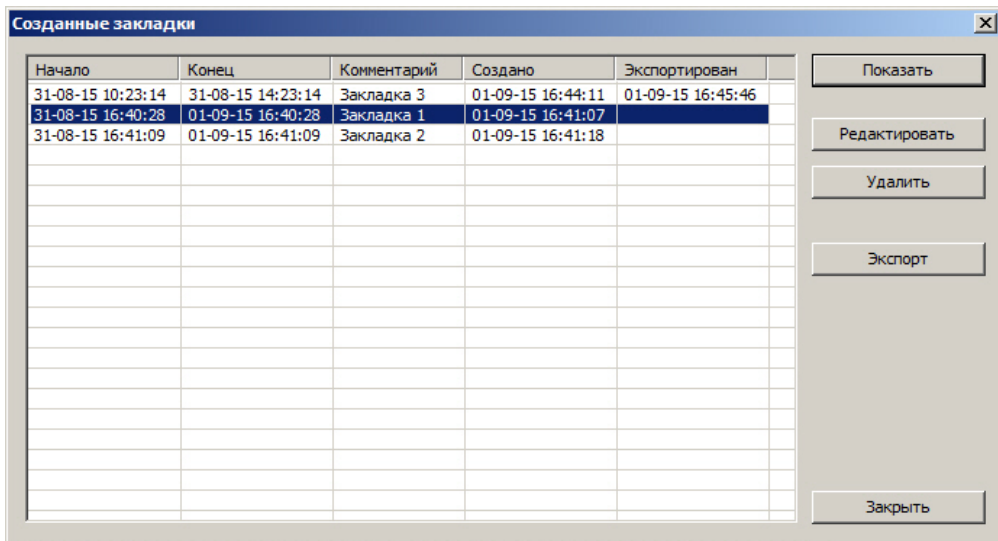 Созданные закладки
Начало Конец Комментарий Создано Экспортирован
31-08-15 10:23:14 31-08-15 14:23:14 Закладка 3 01-09-15 16:44:11 01-09-15 16:45:46
31-08-15 16:40:28 01-09-15 16:40:28 Закладка 1 01-09-15 16:41:07
31-08-15 16:41:09 01-09-15 16:41:09 Закладка 2 01-09-15 16:41:18
Показать
Редактировать
Удалить
Экспорт
Закрыть